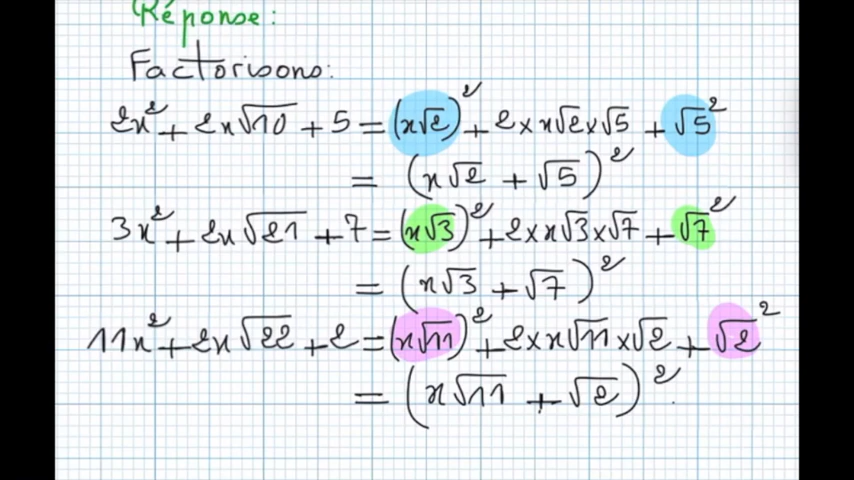 Réponse:
Factorisons:
2x² + 2x√10 + 5 = (x√2)² + 2 × x√2 × √5 + √5²
= (x√2 + √5)²
3x² + 2x√21 + 7 = (x√3)² + 2 × x√3 × √7 + √7²
= (x√3 + √7)²
11x² + 2x√22 + 2 = (x√11)² + 2 × x√11 × √2 + √2²
= (x√11 + √2)².